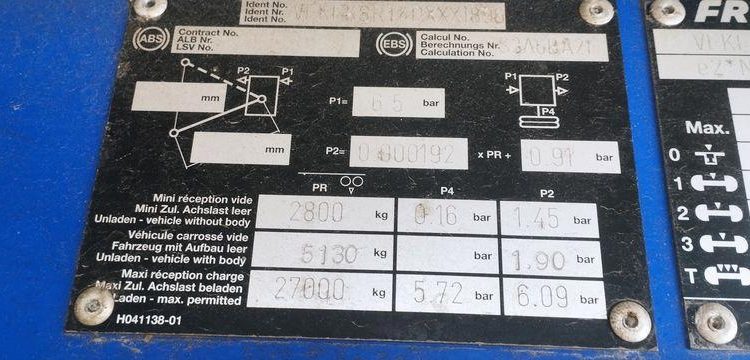 Ident No.
Ident Nr.
Contract No.
ALB Nr.
LSV No.
ABS
EBS
Calcul No.
Berechnungs Nr.
Calculation No.
FR
P2 P1
mm
mm
P1= 6.5 bar
P1 P2
P4
P2= 0.000192 x PR + 0.91 bar
PR P4 P2
Mini réception vide
Mini Zul. Achslast leer
Unladen - vehicle without body
2800 kg 0.16 bar 1.45 bar
Véhicule carrossé vide
Fahrzeug mit Aufbau leer
Unladen - vehicle with body
5130 kg bar 1.90 bar
Maxi réception charge
Maxi Zul. Achslast beladen
Laden - max. permitted
27000 kg 5.72 bar 6.09 bar
H041138-01
Max.
0
1
2
3
T